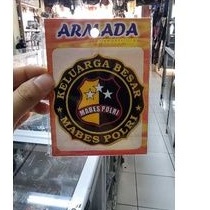 ARMADA
KELUARGA BESAR
MABES POLRI
MABES POLRI